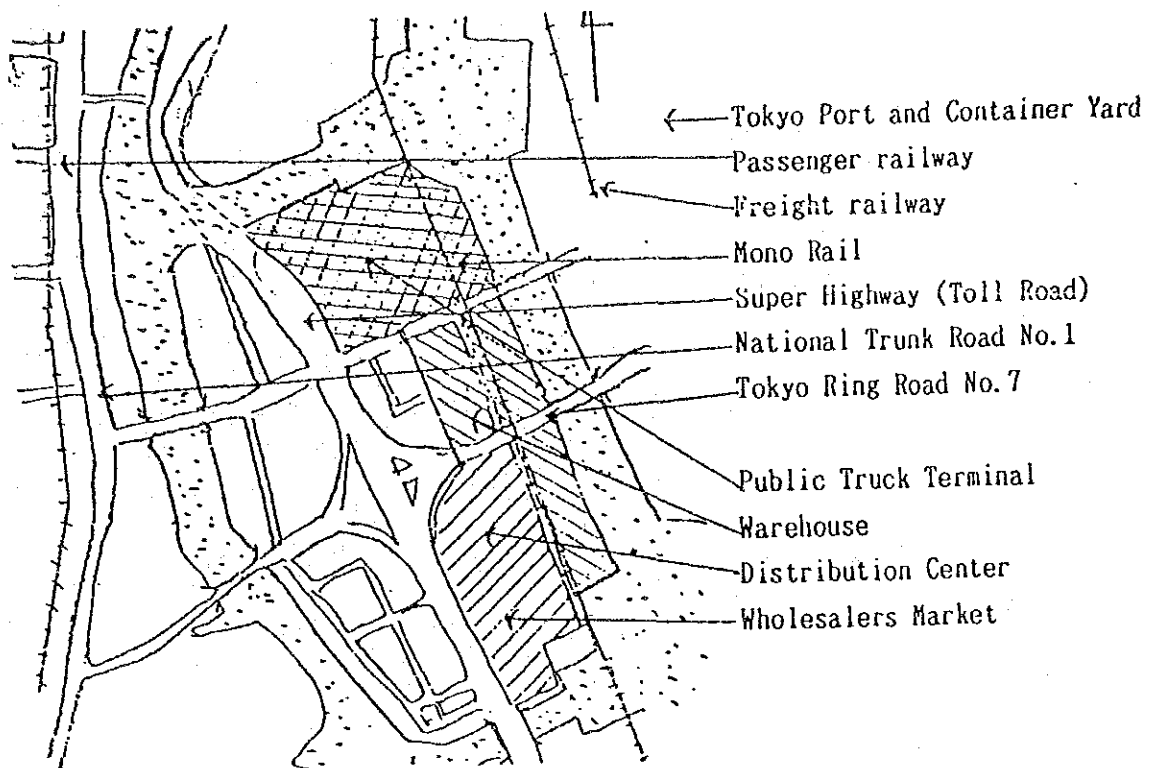 Tokyo Port and Container Yard
Passenger railway
Freight railway
Mono Rail
Super Highway (Toll Road)
National Trunk Road No.1
Tokyo Ring Road No.7
Public Truck Terminal
Warehouse
Distribution Center
Wholesalers Market